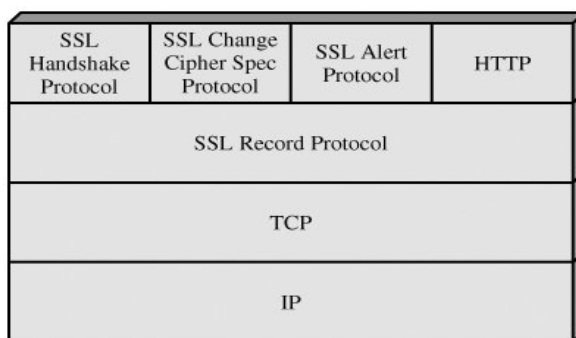 SSL
Handshake
Protocol
SSL Change
Cipher Spec
Protocol
SSL Alert
Protocol
HTTP
SSL Record Protocol
TCP
IP